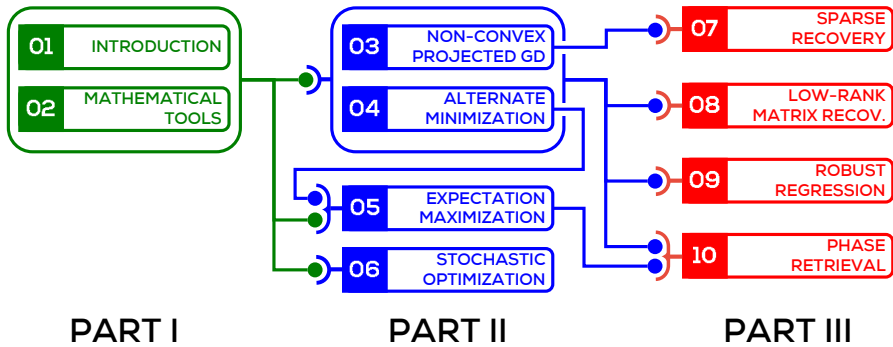 01 INTRODUCTION
02 MATHEMATICAL
TOOLS
03 NON-CONVEX
PROJECTED GD
04 ALTERNATE
MINIMIZATION
05 EXPECTATION
MAXIMIZATION
06 STOCHASTIC
OPTIMIZATION
07 SPARSE
RECOVERY
08 LOW-RANK
MATRIX RECOV.
09 ROBUST
REGRESSION
10 PHASE
RETRIEVAL
PART I
PART II
PART III